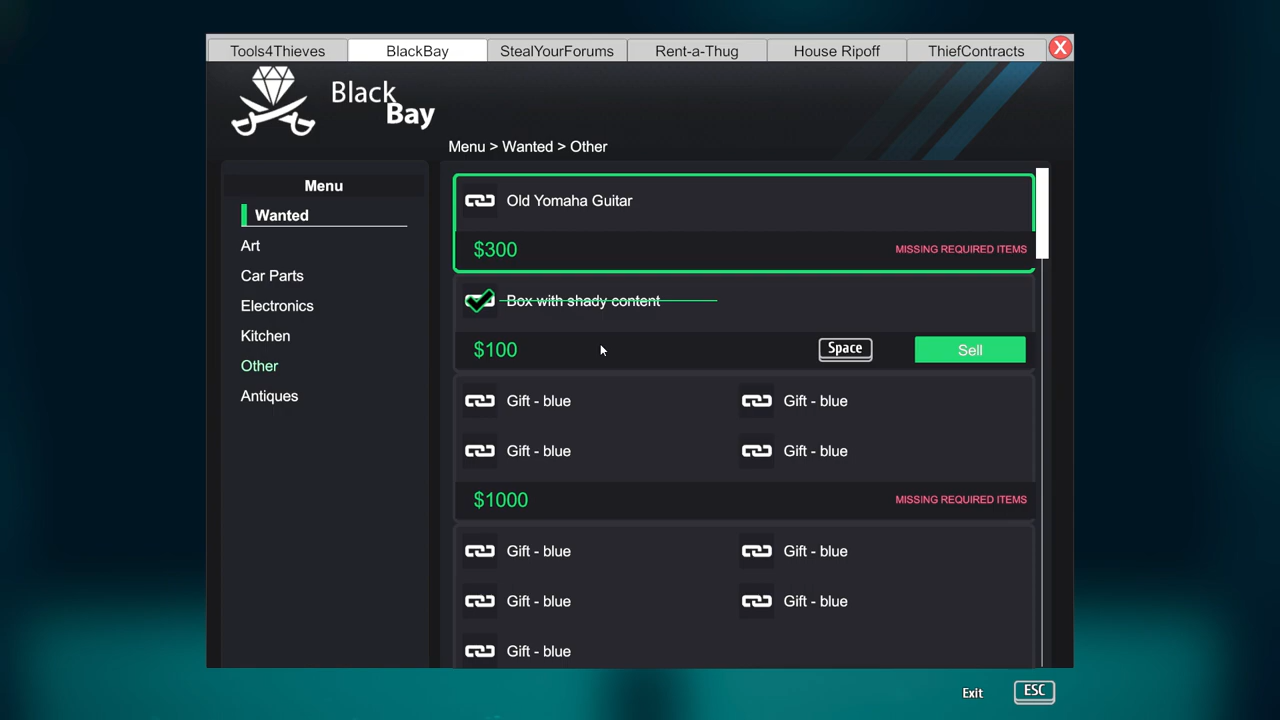 Tools4Thieves BlackBay StealYourForums Rent-a-Thug House Ripoff ThiefContracts X
Black
Bay
Menu > Wanted > Other
Menu
Wanted
Art
Car Parts
Electronics
Kitchen
Other
Antiques
Old Yomaha Guitar
$300 MISSING REQUIRED ITEMS
Box with shady content
$100 Space Sell
Gift - blue Gift - blue
Gift - blue Gift - blue
$1000 MISSING REQUIRED ITEMS
Gift - blue Gift - blue
Gift - blue Gift - blue
Gift - blue
Exit ESC